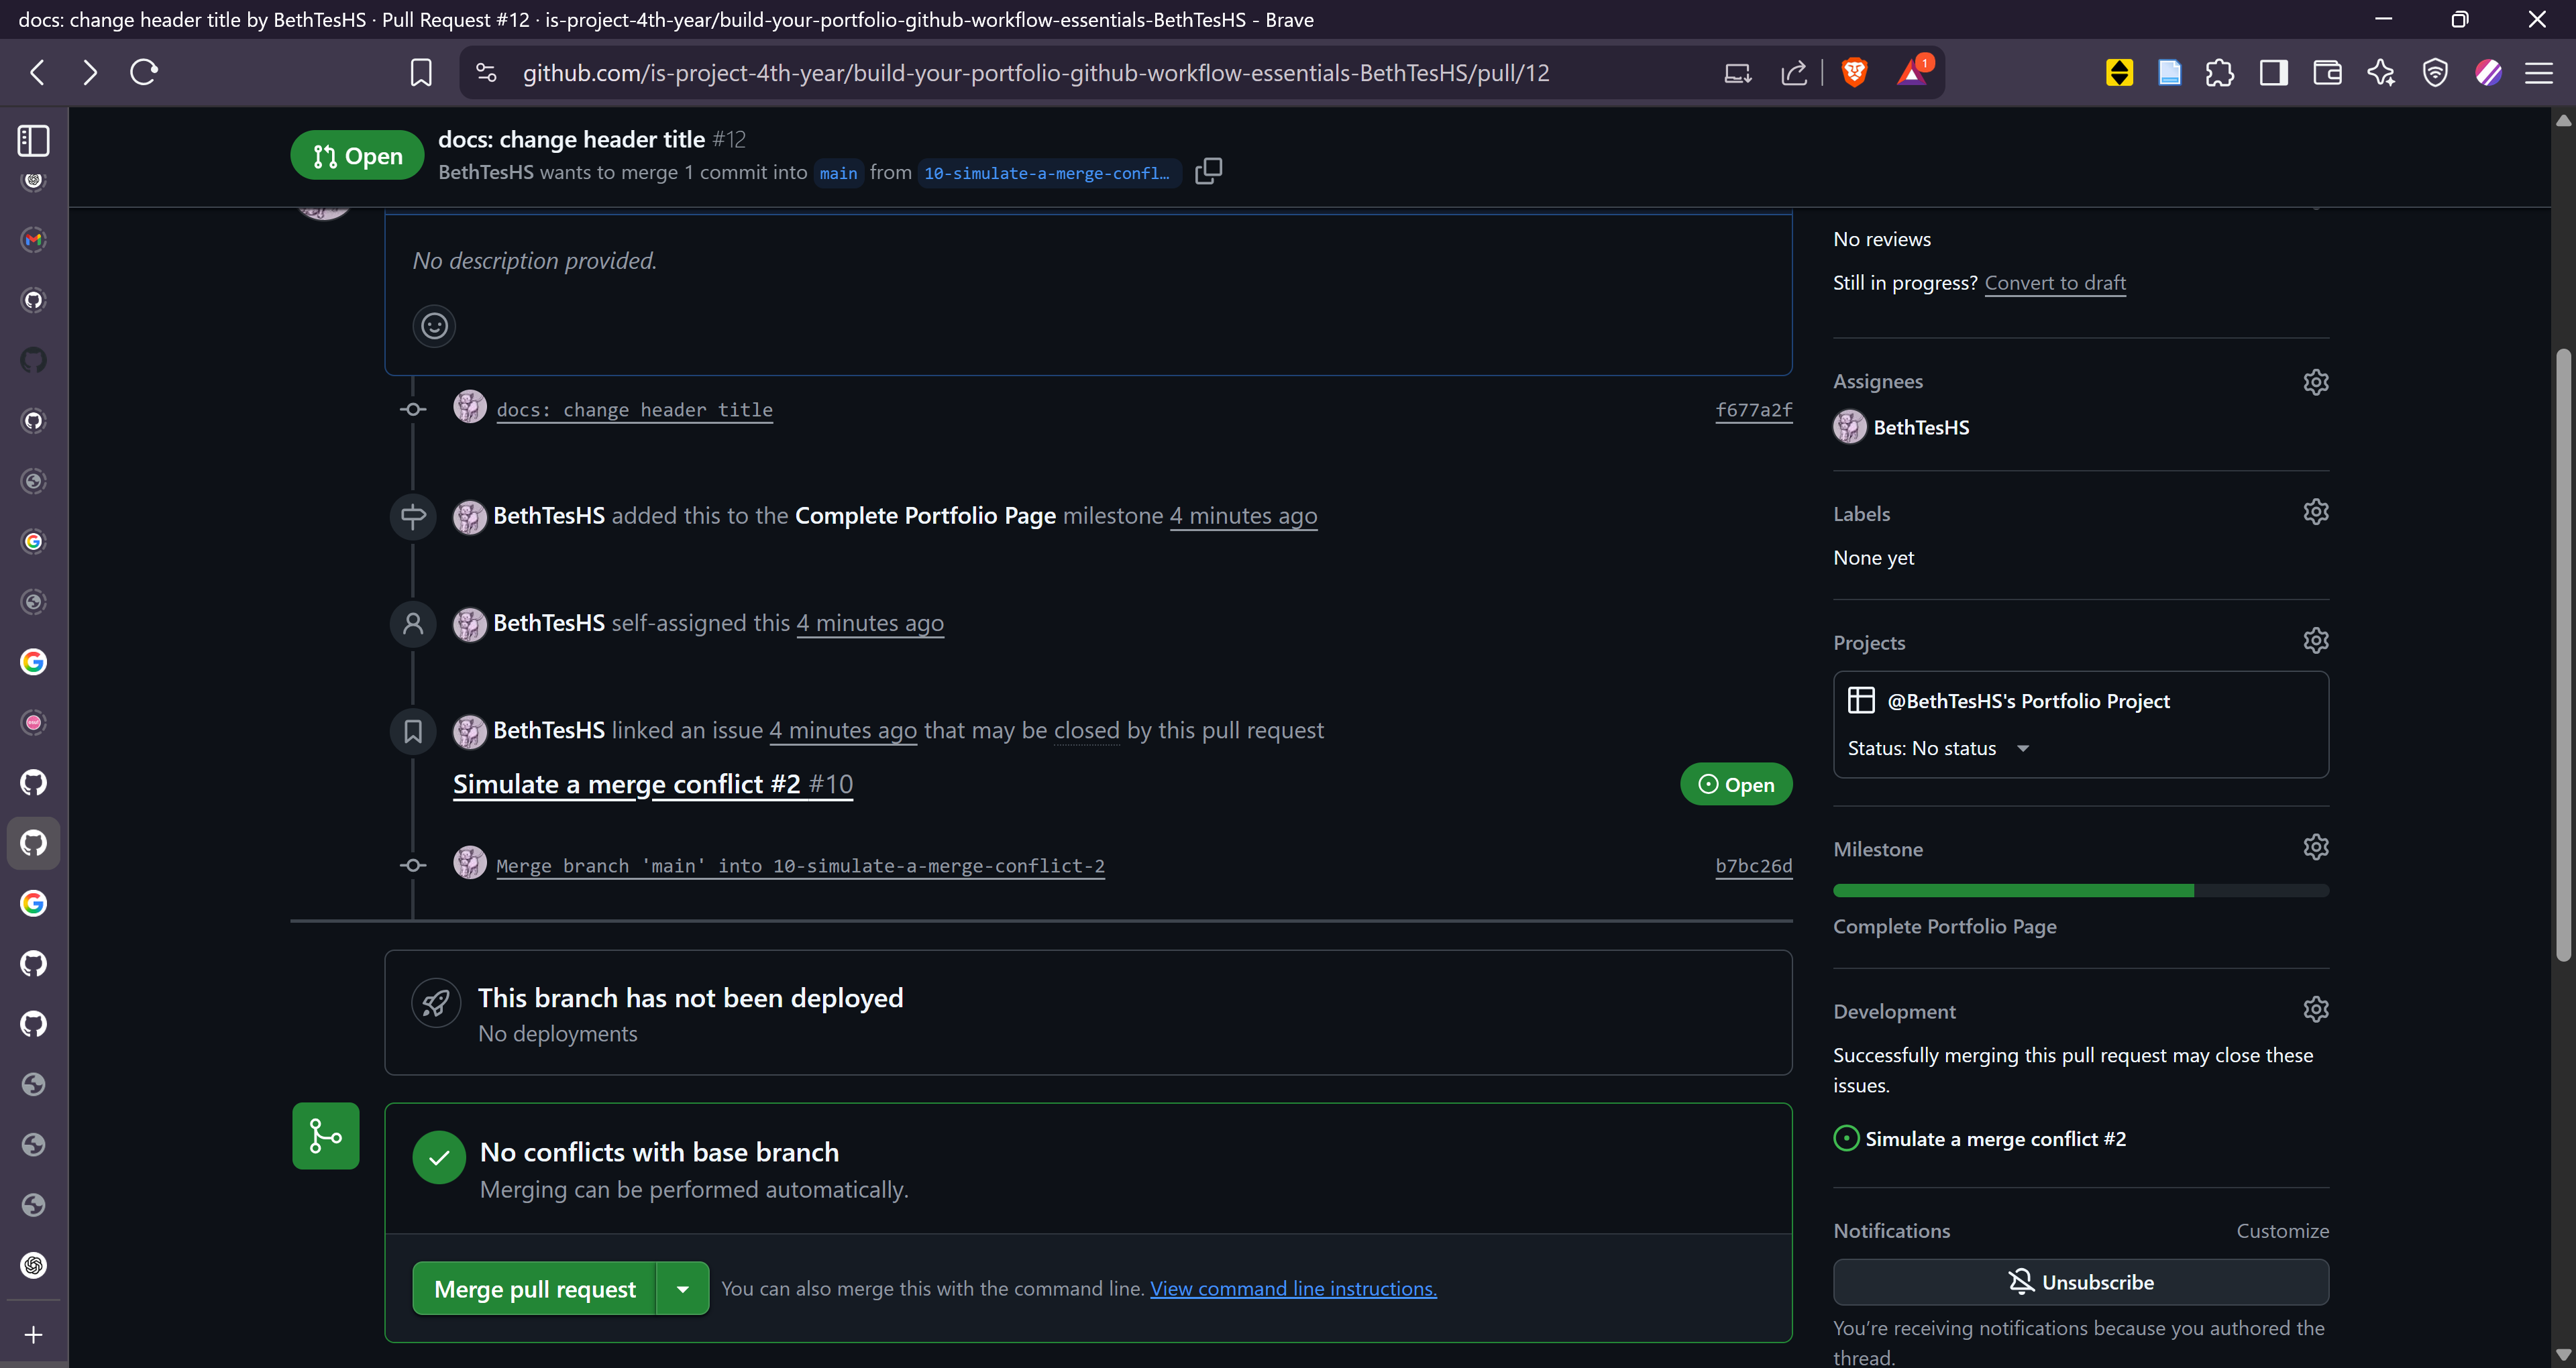 docs: change header title by BethTesHS · Pull Request #12 · is-project-4th-year/build-your-portfolio-github-workflow-essentials-BethTesHS - Brave
github.com/is-project-4th-year/build-your-portfolio-github-workflow-essentials-BethTesHS/pull/12
1
Open
docs: change header title #12
BethTesHS wants to merge 1 commit into main from 10-simulate-a-merge-confl…
No description provided.
docs: change header title f677a2f
BethTesHS added this to the Complete Portfolio Page milestone 4 minutes ago
BethTesHS self-assigned this 4 minutes ago
BethTesHS linked an issue 4 minutes ago that may be closed by this pull request
Simulate a merge conflict #2 #10
Open
Merge branch 'main' into 10-simulate-a-merge-conflict-2 b7bc26d
This branch has not been deployed
No deployments
No conflicts with base branch
Merging can be performed automatically.
Merge pull request
You can also merge this with the command line. View command line instructions.
No reviews
Still in progress? Convert to draft
Assignees
BethTesHS
Labels
None yet
Projects
@BethTesHS's Portfolio Project
Status: No status
Milestone
Complete Portfolio Page
Development
Successfully merging this pull request may close these
issues.
Simulate a merge conflict #2
Notifications Customize
Unsubscribe
You're receiving notifications because you authored the
thread.